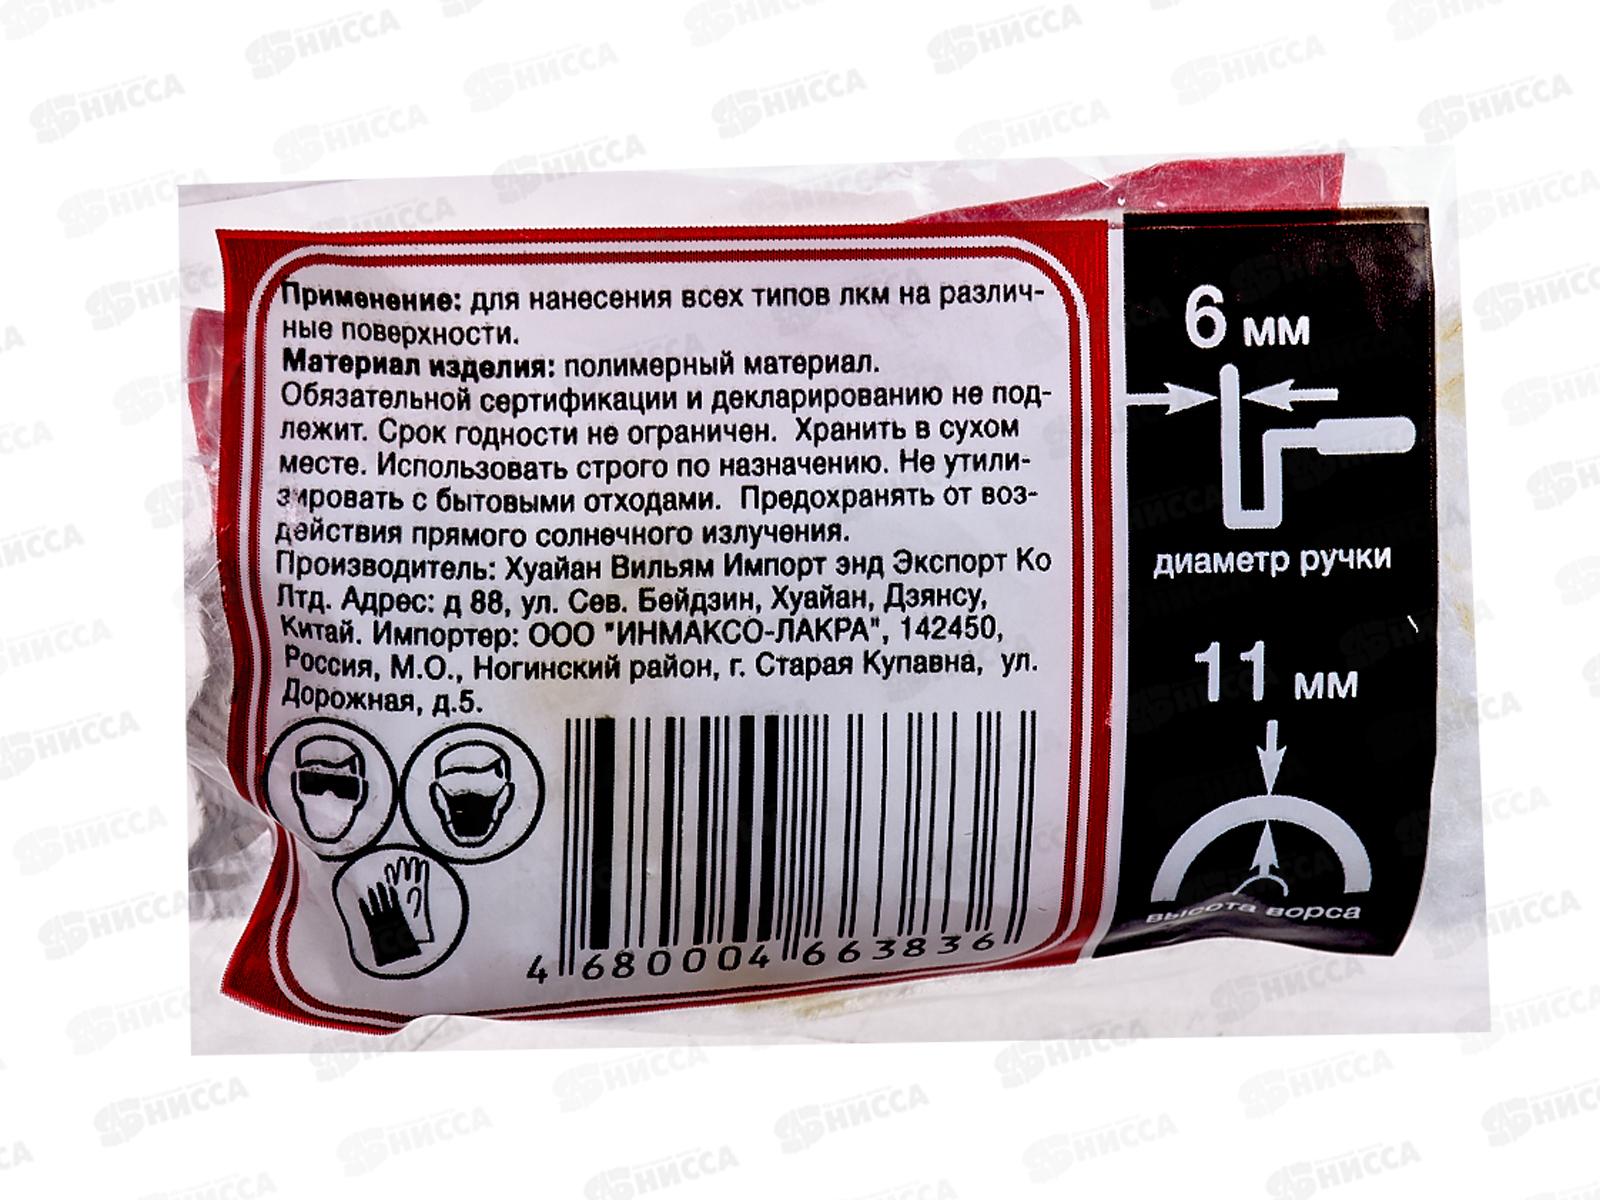 Применение: для нанесения всех типов лкм на различ-
ные поверхности.
Материал изделия: полимерный материал.
Обязательной сертификации и декларированию не под-
лежит. Срок годности не ограничен. Хранить в сухом
месте. Использовать строго по назначению. Не утили-
зировать с бытовыми отходами. Предохранять от воз-
действия прямого солнечного излучения.
Производитель: Хуайан Вильям Импорт энд Экспорт Ко
Лтд. Адрес: д 88, ул. Сев. Бейдзин, Хуайан, Дзянсу,
Китай. Импортер: ООО "ИНМАКСО-ЛАКРА", 142450,
Россия, М.О., Ногинский район, г. Старая Купавна, ул.
Дорожная, д.5.
4 680004 663836
6 мм
диаметр ручки
11 мм
высота ворса
НИССА